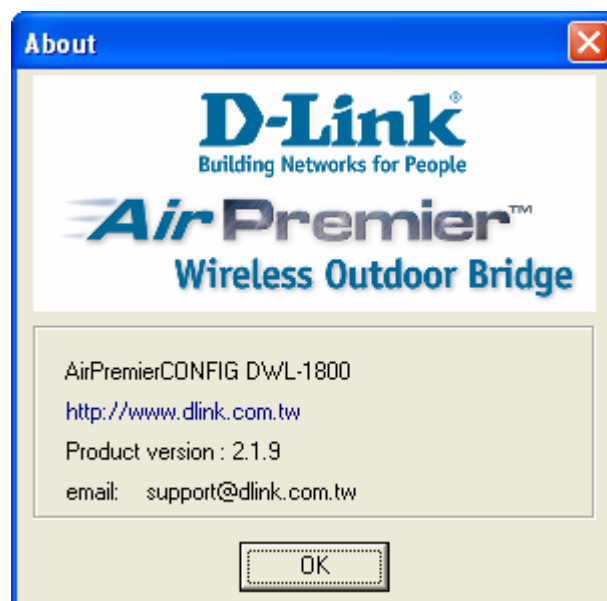 About
D-Link®
Building Networks for People
Air Premier™
Wireless Outdoor Bridge
AirPremierCONFIG DWL-1800
http://www.dlink.com.tw
Product version : 2.1.9
email: support@dlink.com.tw
OK